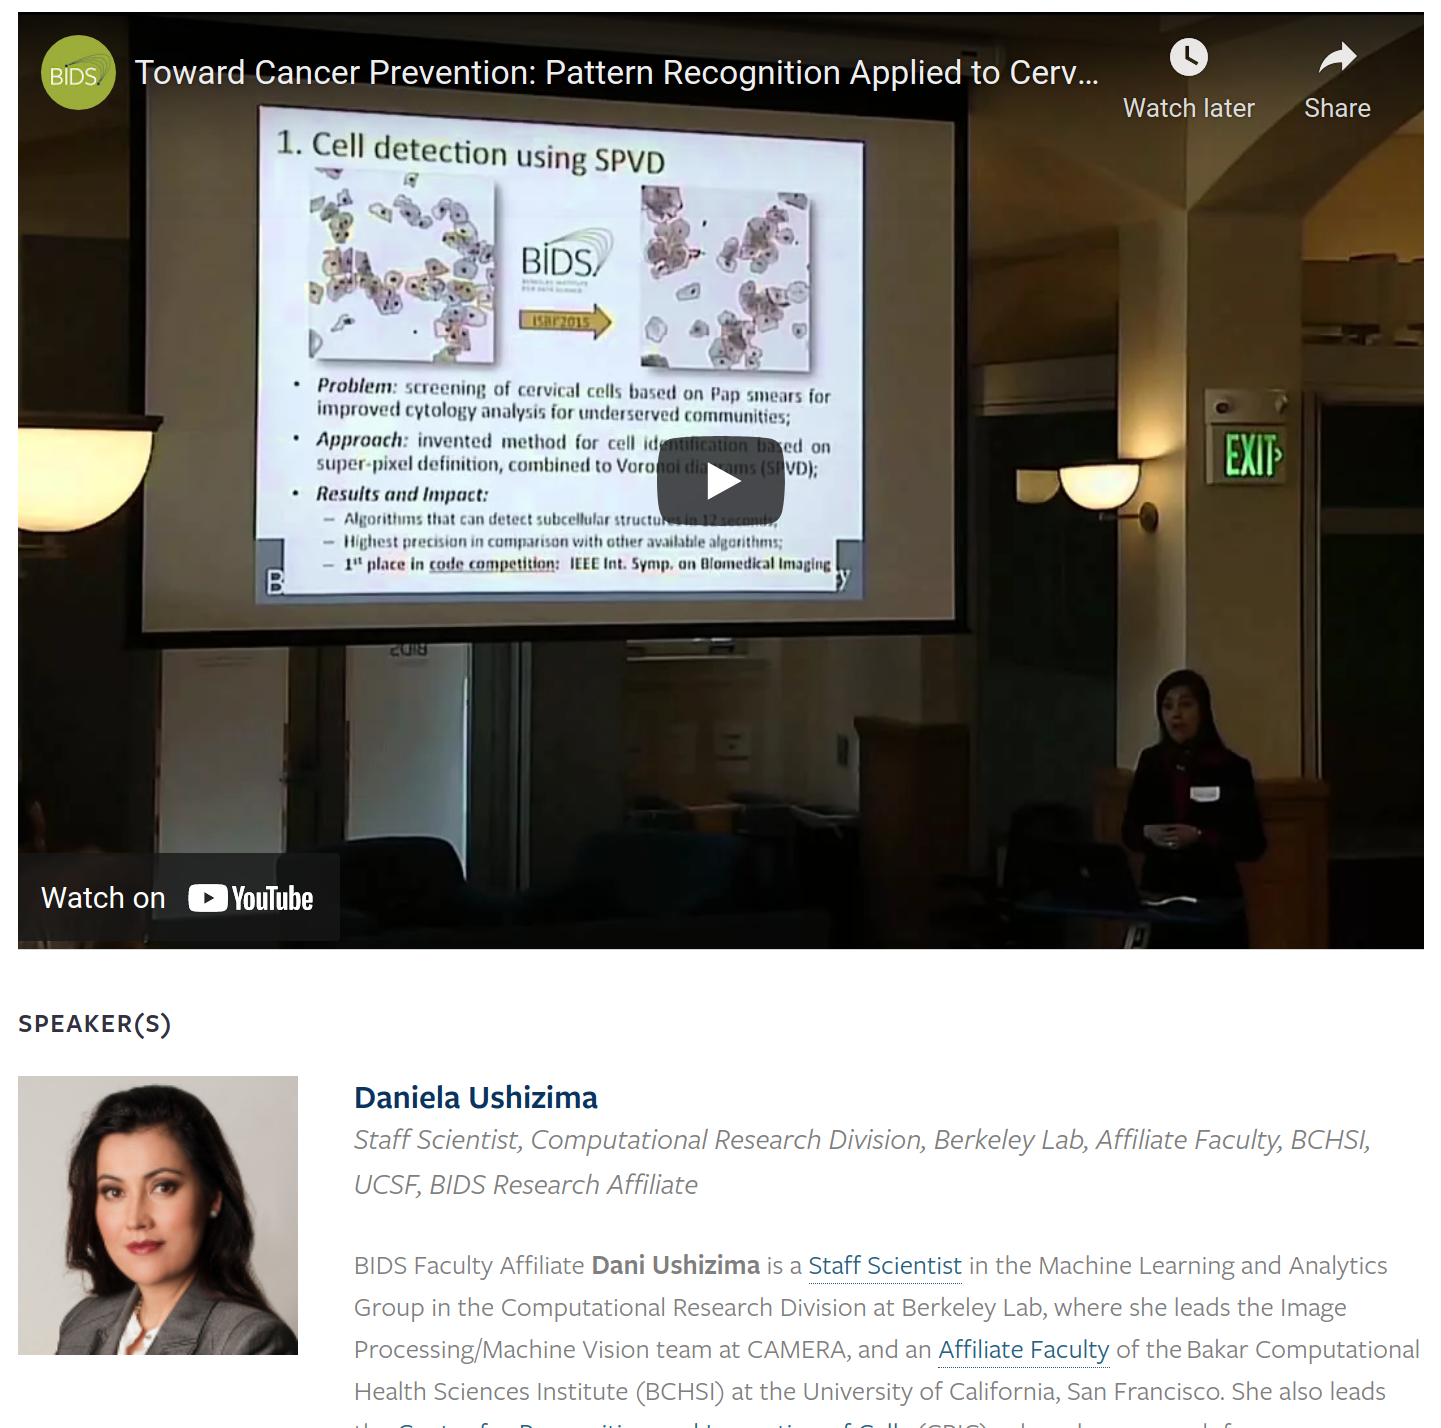 BIDS
Toward Cancer Prevention: Pattern Recognition Applied to Cerv...
Watch later
Share
1. Cell detection using SPVD
BIDS
BERKELEY INSTITUTE
FOR DATA SCIENCE
ISBI'2015
• Problem: screening of cervical cells based on Pap smears for
improved cytology analysis for underserved communities;
• Approach: invented method for cell identification based on
super-pixel definition, combined to Voronoi diagrams (SPVD);
• Results and Impact:
– Algorithms that can detect subcellular structures in 12 seconds;
– Highest precision in comparison with other available algorithms;
– 1st place in code competition: IEEE Int. Symp. on Biomedical Imaging
B
y
EXIT
BIDS
Watch on YouTube
SPEAKER(S)
Daniela Ushizima
Staff Scientist, Computational Research Division, Berkeley Lab, Affiliate Faculty, BCHSI,
UCSF, BIDS Research Affiliate
BIDS Faculty Affiliate Dani Ushizima is a Staff Scientist in the Machine Learning and Analytics
Group in the Computational Research Division at Berkeley Lab, where she leads the Image
Processing/Machine Vision team at CAMERA, and an Affiliate Faculty of the Bakar Computational
Health Sciences Institute (BCHSI) at the University of California, San Francisco. She also leads